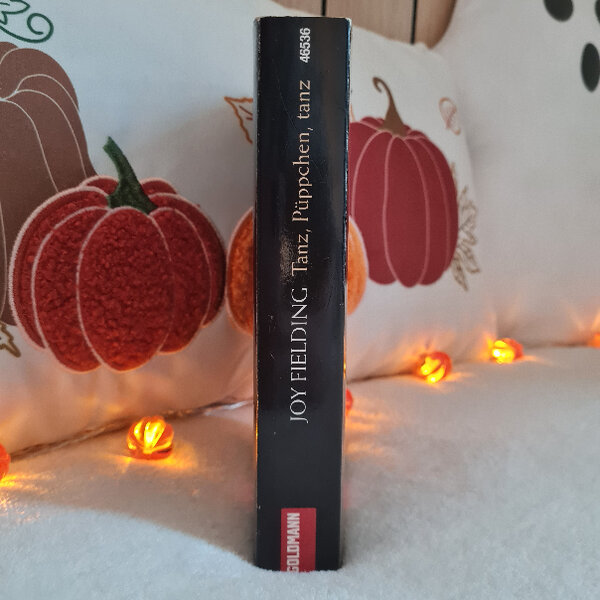 46536
JOY FIELDING Tanz, Püppchen, tanz
GOLDMANN